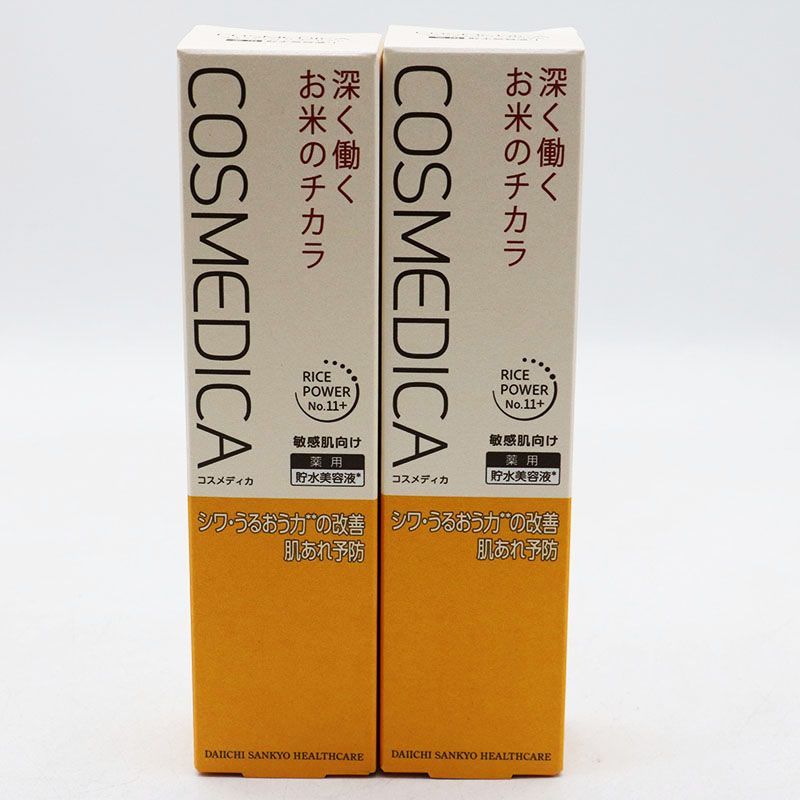 COSMEDICA
コスメディカ
深く働く
お米のチカラ
RICE
POWER
No.11+
敏感肌向け
薬用
貯水美容液*
シワ・うるおう力**の改善
肌あれ予防
DAIICHI SANKYO HEALTHCARE
COSMEDICA
コスメディカ
深く働く
お米のチカラ
RICE
POWER
No.11+
敏感肌向け
薬用
貯水美容液*
シワ・うるおう力**の改善
肌あれ予防
DAIICHI SANKYO HEALTHCARE